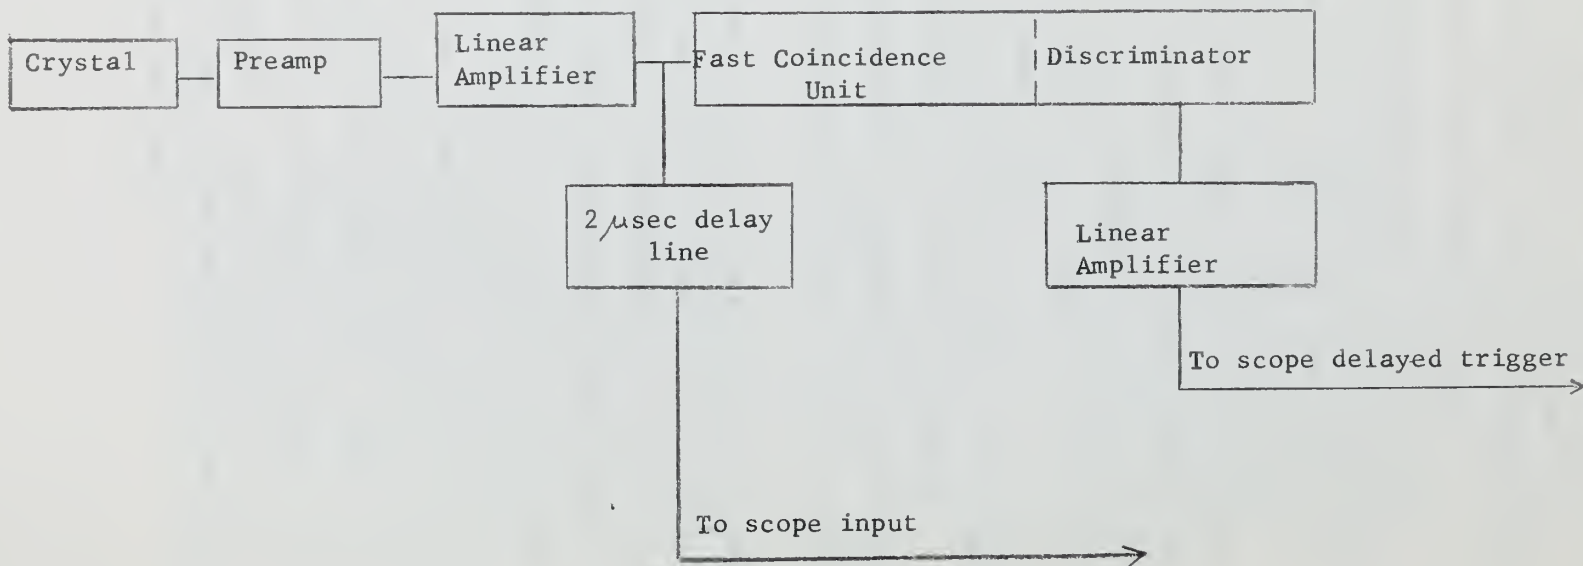 Crystal
Preamp
Linear
Amplifier
Fast Coincidence
Unit
Discriminator
2 μsec delay
line
Linear
Amplifier
To scope delayed trigger
To scope input